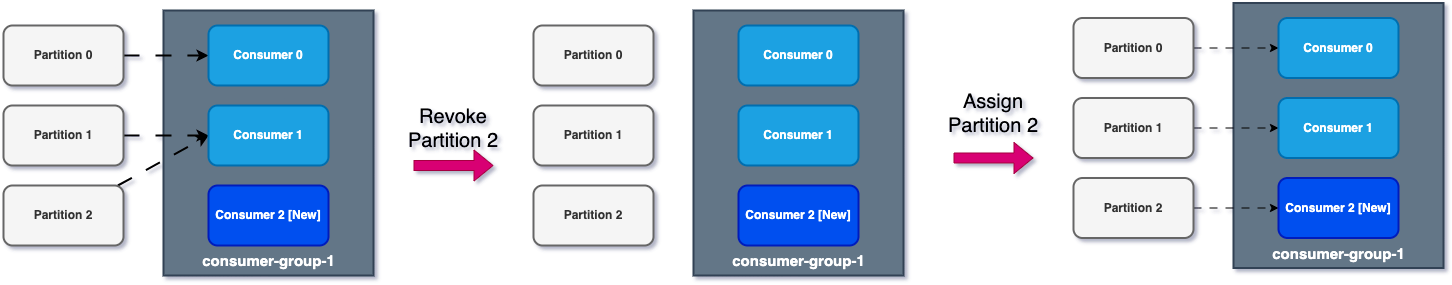 Partition 0
Consumer 0
Partition 1
Consumer 1
Partition 2
Consumer 2 [New]
consumer-group-1
Revoke
Partition 2
Partition 0
Consumer 0
Partition 1
Consumer 1
Partition 2
Consumer 2 [New]
consumer-group-1
Assign
Partition 2
Partition 0
Consumer 0
Partition 1
Consumer 1
Partition 2
Consumer 2 [New]
consumer-group-1